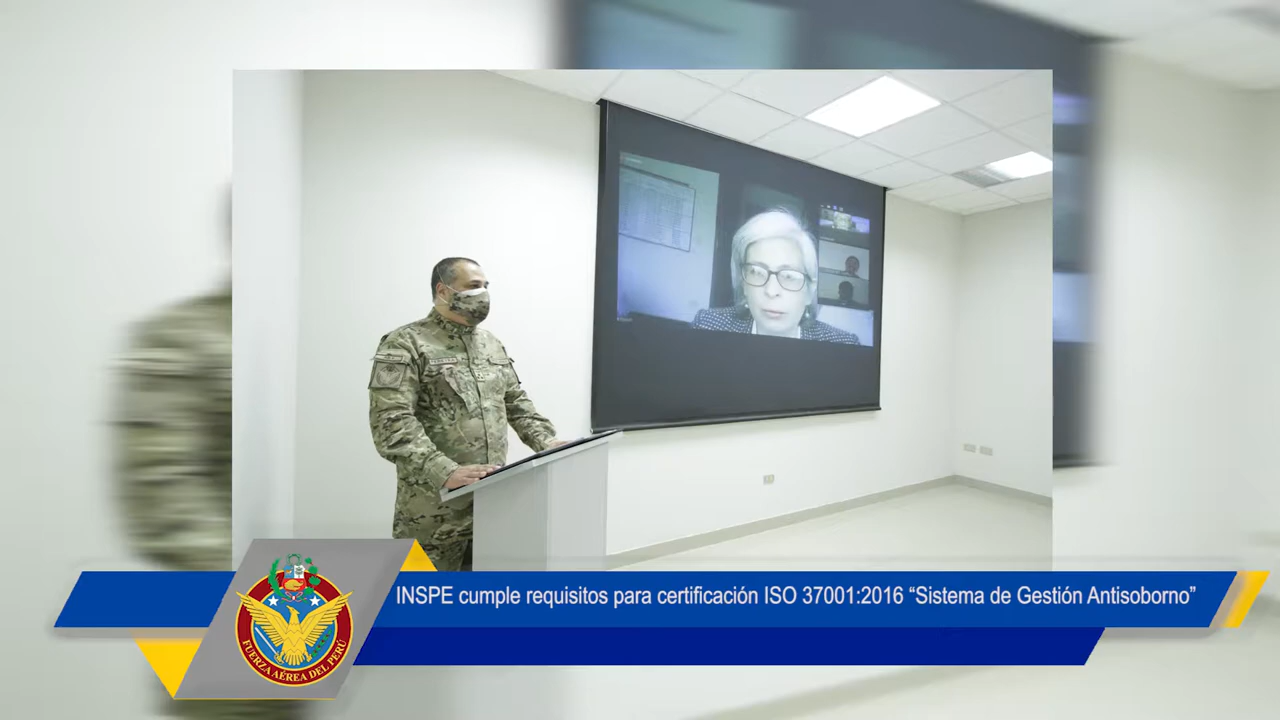 INSPE cumple requisitos para certificación ISO 37001:2016 “Sistema de Gestión Antisoborno”
FUERZA AÉREA DEL PERÚ